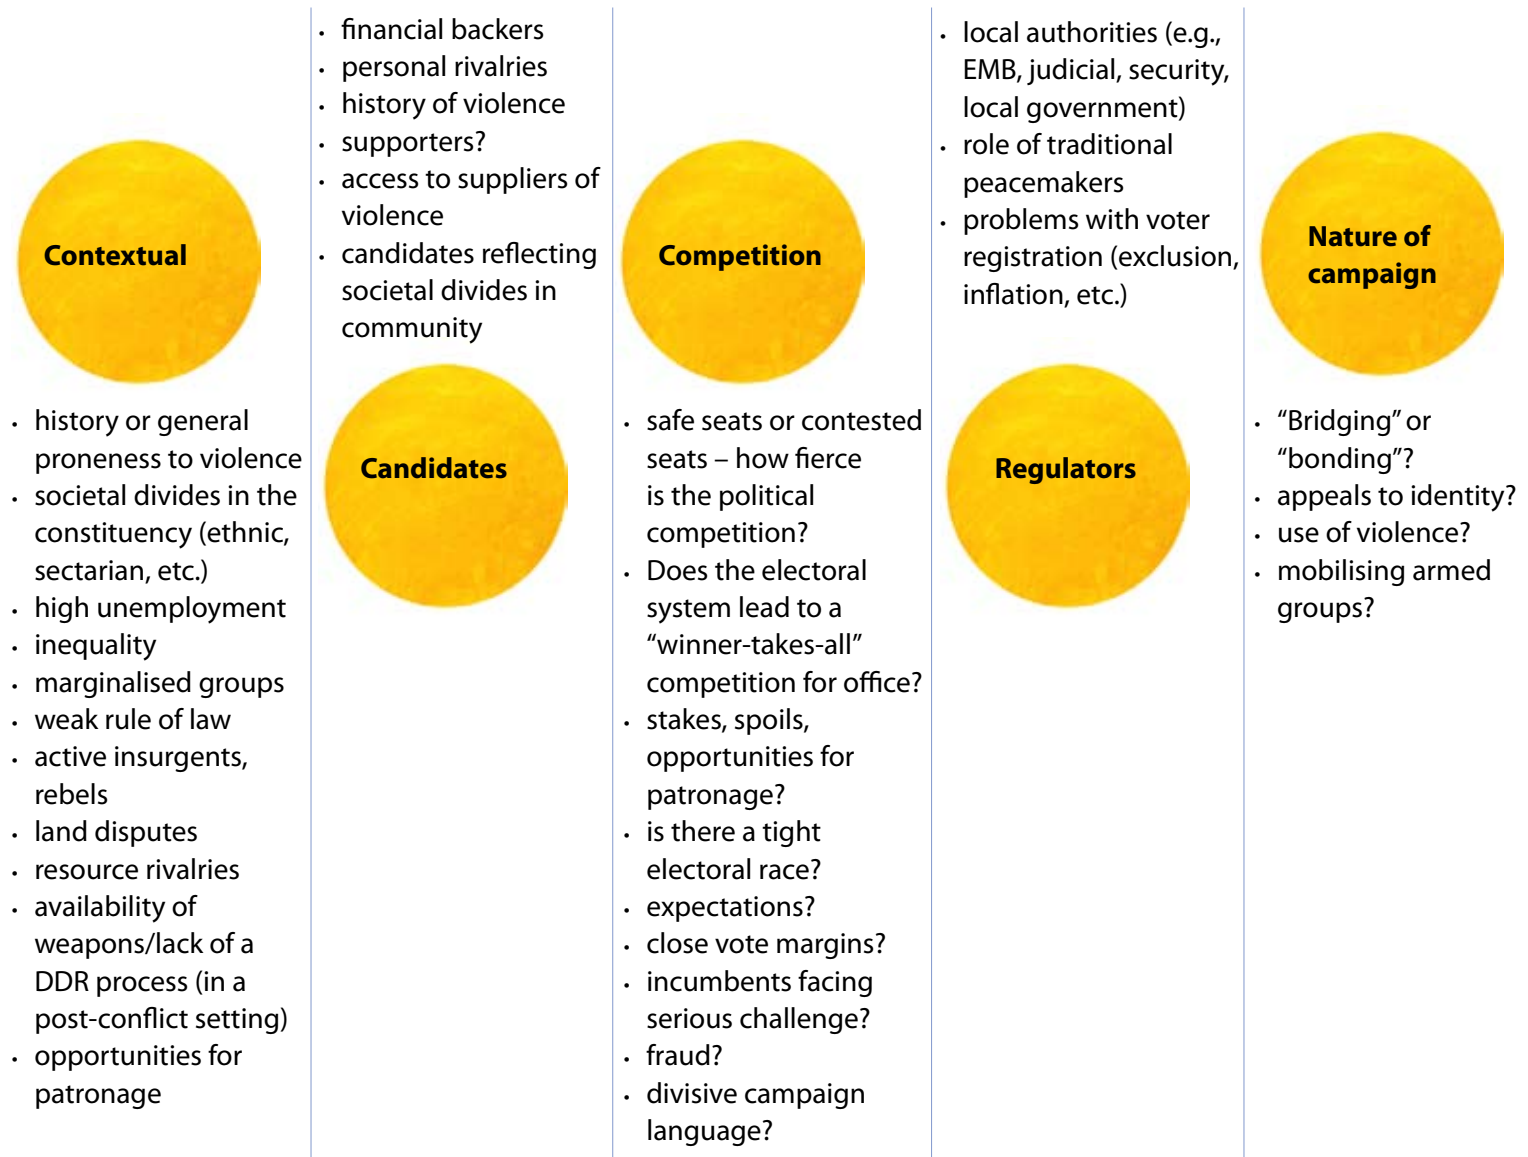 Contextual
• history or general
proneness to violence
• societal divides in the
constituency (ethnic,
sectarian, etc.)
• high unemployment
• inequality
• marginalised groups
• weak rule of law
• active insurgents,
rebels
• land disputes
• resource rivalries
• availability of
weapons/lack of a
DDR process (in a
post-conflict setting)
• opportunities for
patronage
• financial backers
• personal rivalries
• history of violence
• supporters?
• access to suppliers of
violence
• candidates reflecting
societal divides in
community
Candidates
Competition
• safe seats or contested
seats – how fierce
is the political
competition?
• Does the electoral
system lead to a
“winner-takes-all”
competition for office?
• stakes, spoils,
opportunities for
patronage?
• is there a tight
electoral race?
• expectations?
• close vote margins?
• incumbents facing
serious challenge?
• fraud?
• divisive campaign
language?
• local authorities (e.g.,
EMB, judicial, security,
local government)
• role of traditional
peacemakers
• problems with voter
registration (exclusion,
inflation, etc.)
Regulators
Nature of
campaign
• “Bridging” or
“bonding”?
• appeals to identity?
• use of violence?
• mobilising armed
groups?